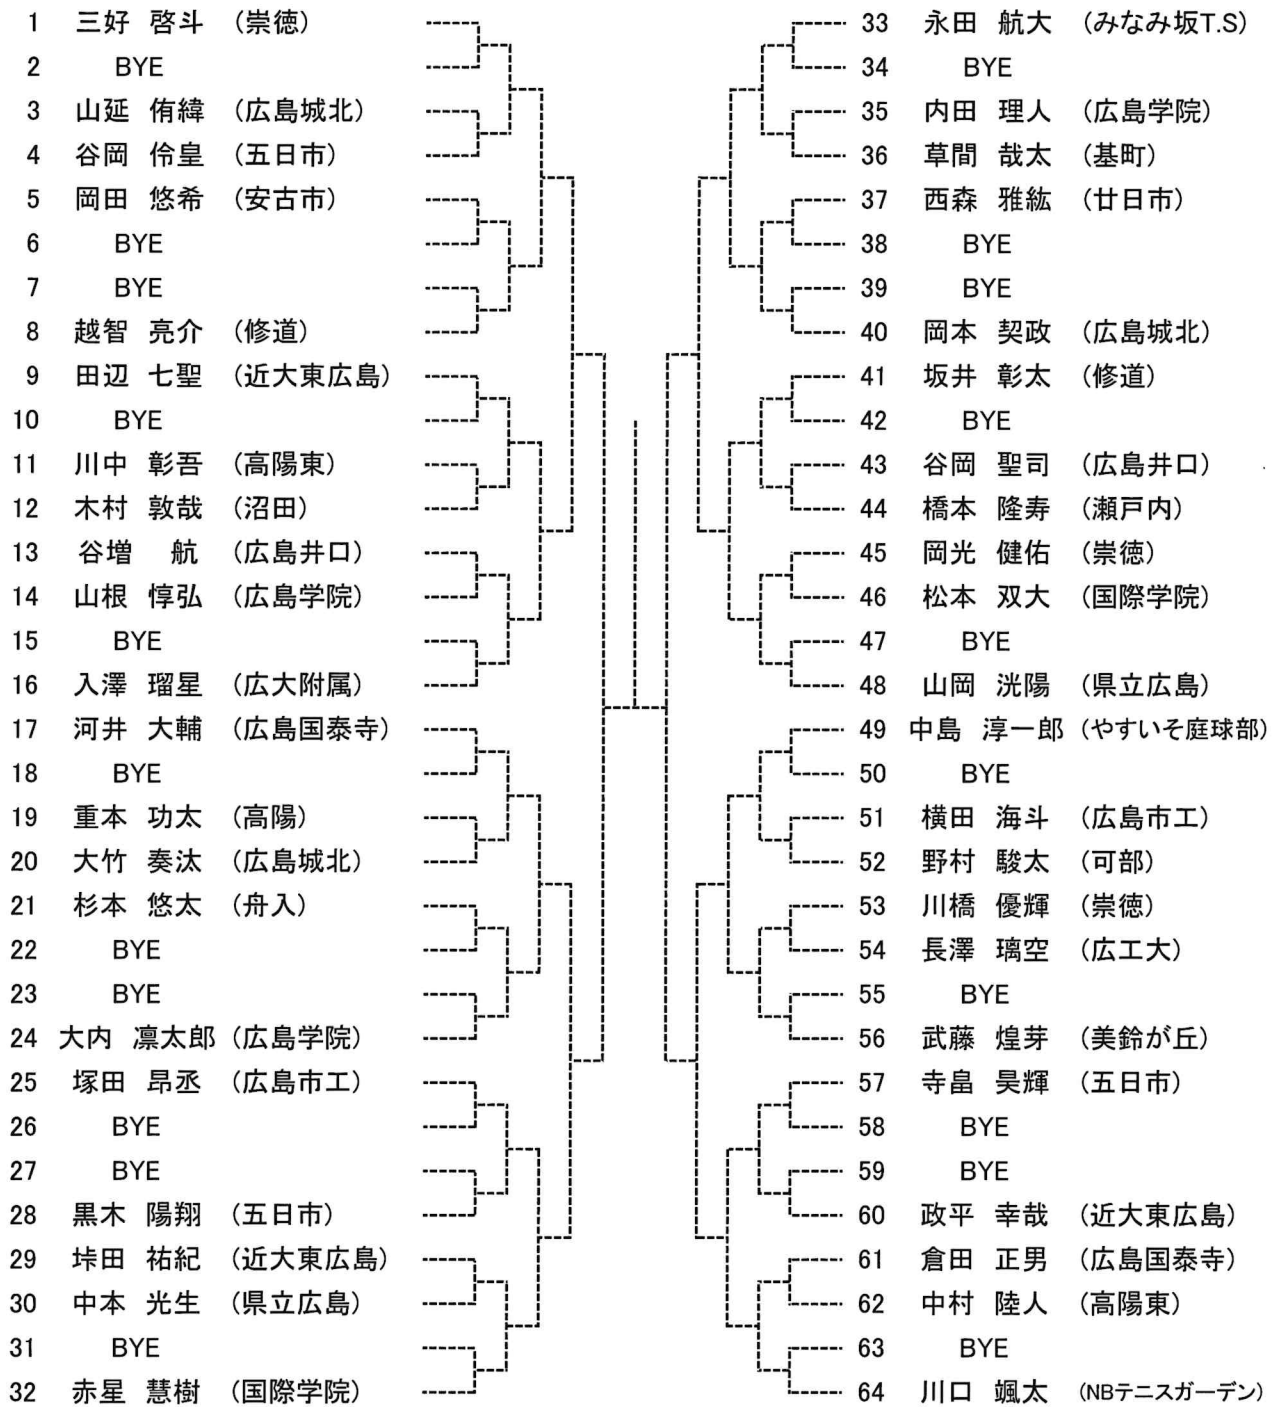 1 三好 啓斗 (崇徳)
2 BYE
3 山延 侑緯 (広島城北)
4 谷岡 伶皇 (五日市)
5 岡田 悠希 (安古市)
6 BYE
7 BYE
8 越智 亮介 (修道)
9 田辺 七聖 (近大東広島)
10 BYE
11 川中 彰吾 (高陽東)
12 木村 敦哉 (沼田)
13 谷増 航 (広島井口)
14 山根 惇弘 (広島学院)
15 BYE
16 入澤 瑠星 (広大附属)
17 河井 大輔 (広島国泰寺)
18 BYE
19 重本 功太 (高陽)
20 大竹 奏汰 (広島城北)
21 杉本 悠太 (舟入)
22 BYE
23 BYE
24 大内 凛太郎 (広島学院)
25 塚田 昂丞 (広島市工)
26 BYE
27 BYE
28 黒木 陽翔 (五日市)
29 垰田 祐紀 (近大東広島)
30 中本 光生 (県立広島)
31 BYE
32 赤星 慧樹 (国際学院)
33 永田 航大 (みなみ坂T.S)
34 BYE
35 内田 理人 (広島学院)
36 草間 哉太 (基町)
37 西森 雅紘 (廿日市)
38 BYE
39 BYE
40 岡本 契政 (広島城北)
41 坂井 彰太 (修道)
42 BYE
43 谷岡 聖司 (広島井口)
44 橋本 隆寿 (瀬戸内)
45 岡光 健佑 (崇徳)
46 松本 双大 (国際学院)
47 BYE
48 山岡 洸陽 (県立広島)
49 中島 淳一郎 (やすいそ庭球部)
50 BYE
51 横田 海斗 (広島市工)
52 野村 駿太 (可部)
53 川橋 優輝 (崇徳)
54 長澤 璃空 (広工大)
55 BYE
56 武藤 煌芽 (美鈴が丘)
57 寺畠 昊輝 (五日市)
58 BYE
59 BYE
60 政平 幸哉 (近大東広島)
61 倉田 正男 (広島国泰寺)
62 中村 陸人 (高陽東)
63 BYE
64 川口 颯太 (NBテニスガーデン)